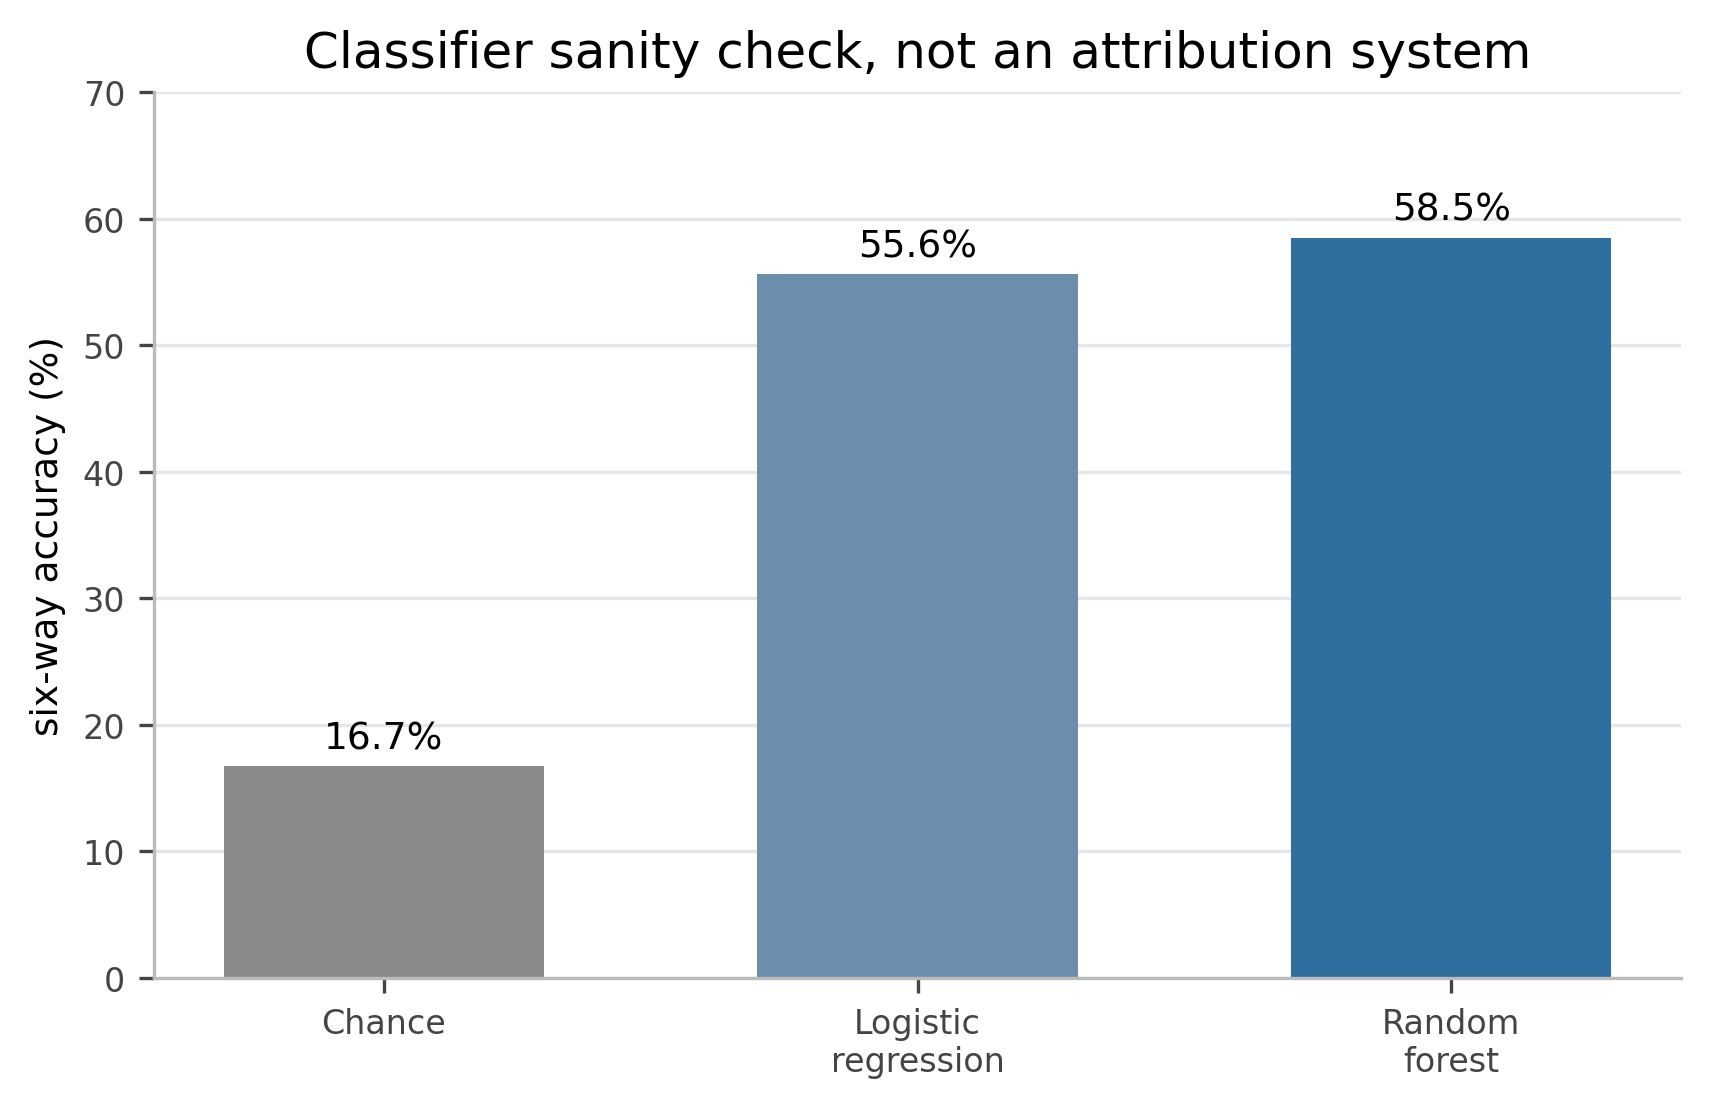 Classifier sanity check, not an attribution system
six-way accuracy (%)
70
60
50
40
30
20
10
0
16.7%
55.6%
58.5%
Chance
Logistic
regression
Random
forest